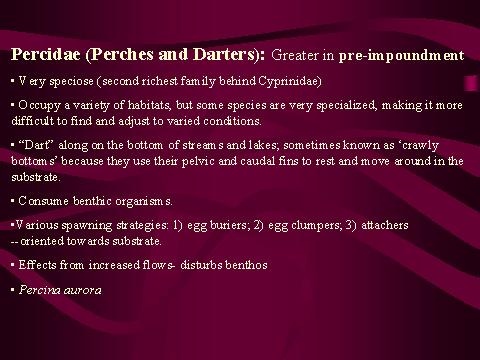 Percidae (Perches and Darters): Greater in pre-impoundment
• Very speciose (second richest family behind Cyprinidae)
• Occupy a variety of habitats, but some species are very specialized, making it more
difficult to find and adjust to varied conditions.
• “Dart” along on the bottom of streams and lakes; sometimes known as ‘crawly
bottoms’ because they use their pelvic and caudal fins to rest and move around in the
substrate.
• Consume benthic organisms.
•Various spawning strategies: 1) egg buriers; 2) egg clumpers; 3) attachers
--oriented towards substrate.
• Effects from increased flows- disturbs benthos
• Percina aurora